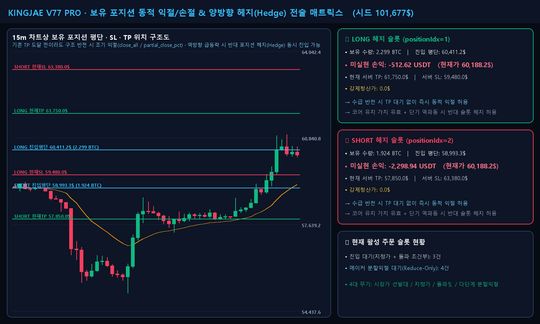 KINGJAE V77 PRO - 보유 포지션 동적 익절/손절 & 양방향 헤지(Hedge) 전술 매트릭스 (시드 101,677$)
15m 차트상 보유 포지션 평단 · SL · TP 위치 구조도
64,042.4
SHORT 현재SL 63,380.0$
LONG 현재TP 61,750.0$
60,840.8
LONG 진입평단 60,411.2$ (2.299 BTC)
LONG 현재SL 59,480.0$
SHORT 진입평단 58,993.3$ (1.924 BTC)
SHORT 현재TP 57,850.0$
57,639.2
54,437.6
LONG 헤지 슬롯 (positionIdx=1)
• 보유 수량: 2.299 BTC | 진입 평단: 60,411.2$
• 미실현 손익: -512.62 USDT (현재가 60,188.2$)
• 현재 서버 TP: 61,750.0$ | 서버 SL: 59,480.0$
• 강제청산가: 0.0$
→ 수급 반전 시 TP 대기 없이 즉시 동적 익절 허용
→ 코어 유지 가치 유효 + 단기 역파동 시 반대 슬롯 헤지 허용
SHORT 헤지 슬롯 (positionIdx=2)
• 보유 수량: 1.924 BTC | 진입 평단: 58,993.3$
• 미실현 손익: -2,298.94 USDT (현재가 60,188.2$)
• 현재 서버 TP: 57,850.0$ | 서버 SL: 63,380.0$
• 강제청산가: 0.0$
→ 수급 반전 시 TP 대기 없이 즉시 동적 익절 허용
→ 코어 유지 가치 유효 + 단기 역파동 시 반대 슬롯 헤지 허용
현재 활성 주문 슬롯 현황
• 진입 대기(지정가 + 돌파 조건부): 3건
• 메이커 분할익절 대기(Reduce-Only): 4건